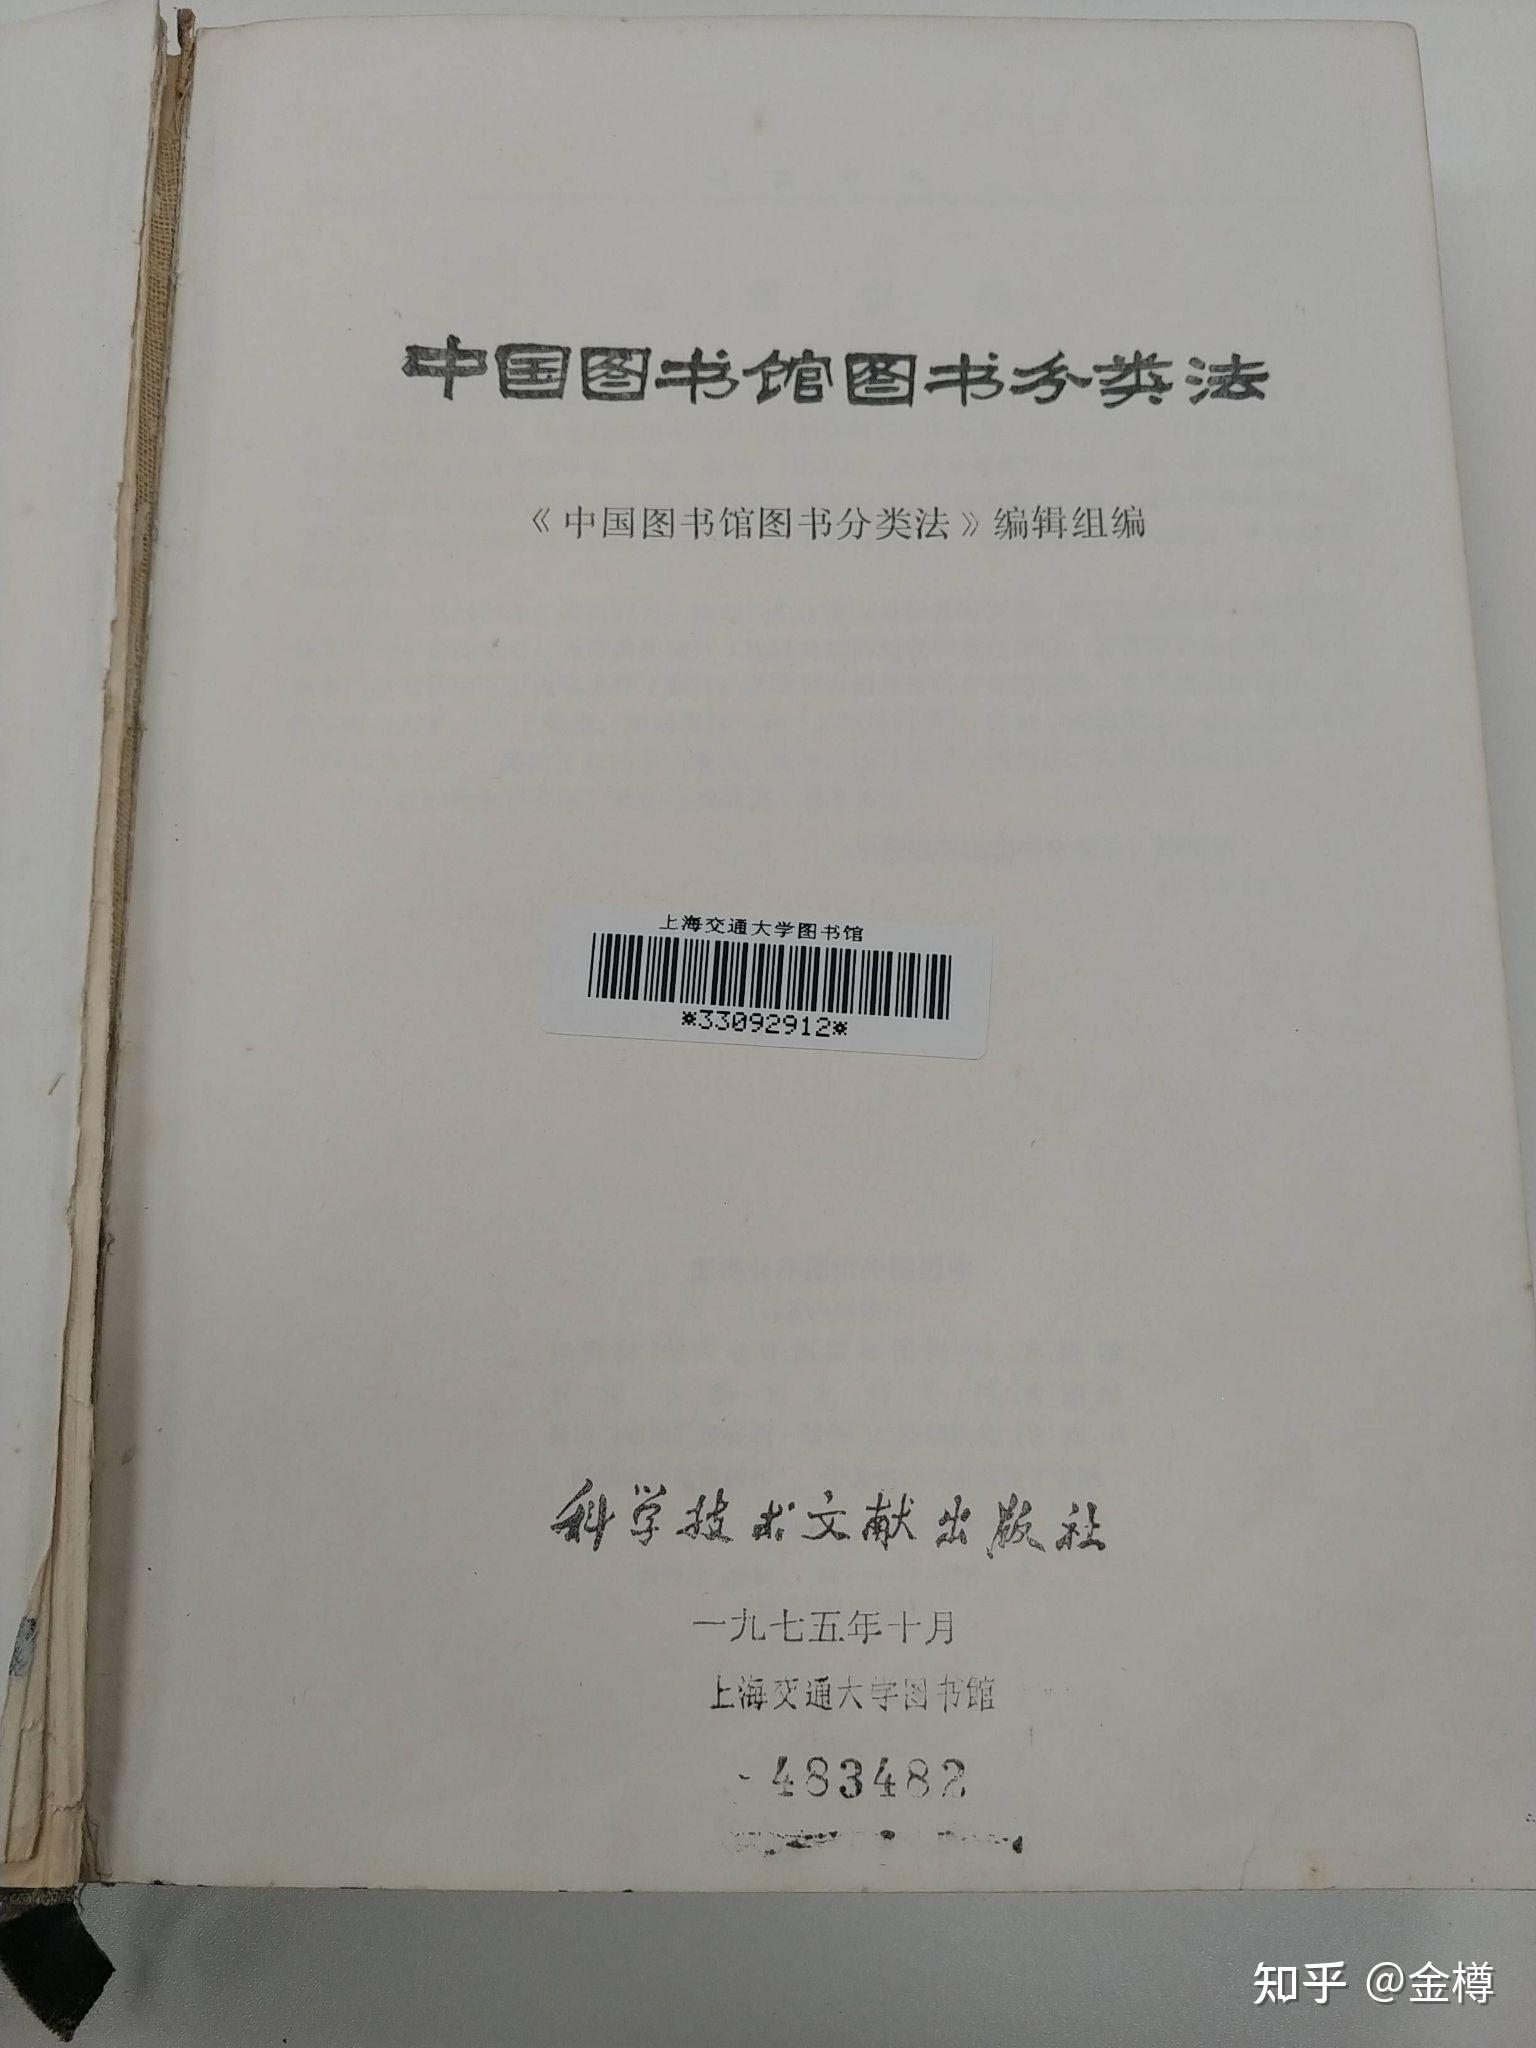 中国图书馆图书分类法
《中国图书馆图书分类法》编辑组编
上海交通大学图书馆
*33092912*
科学技术文献出版社
一九七五年十月
上海交通大学图书馆
483482
知乎 @金樽